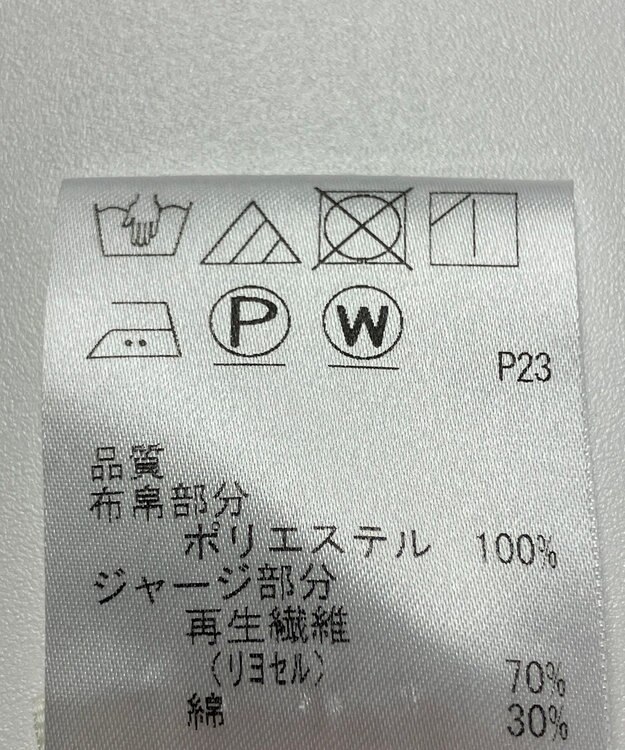 P W
P23
品質
布帛部分
ポリエステル 100%
ジャージ部分
再生繊維
(リヨセル) 70%
綿 30%